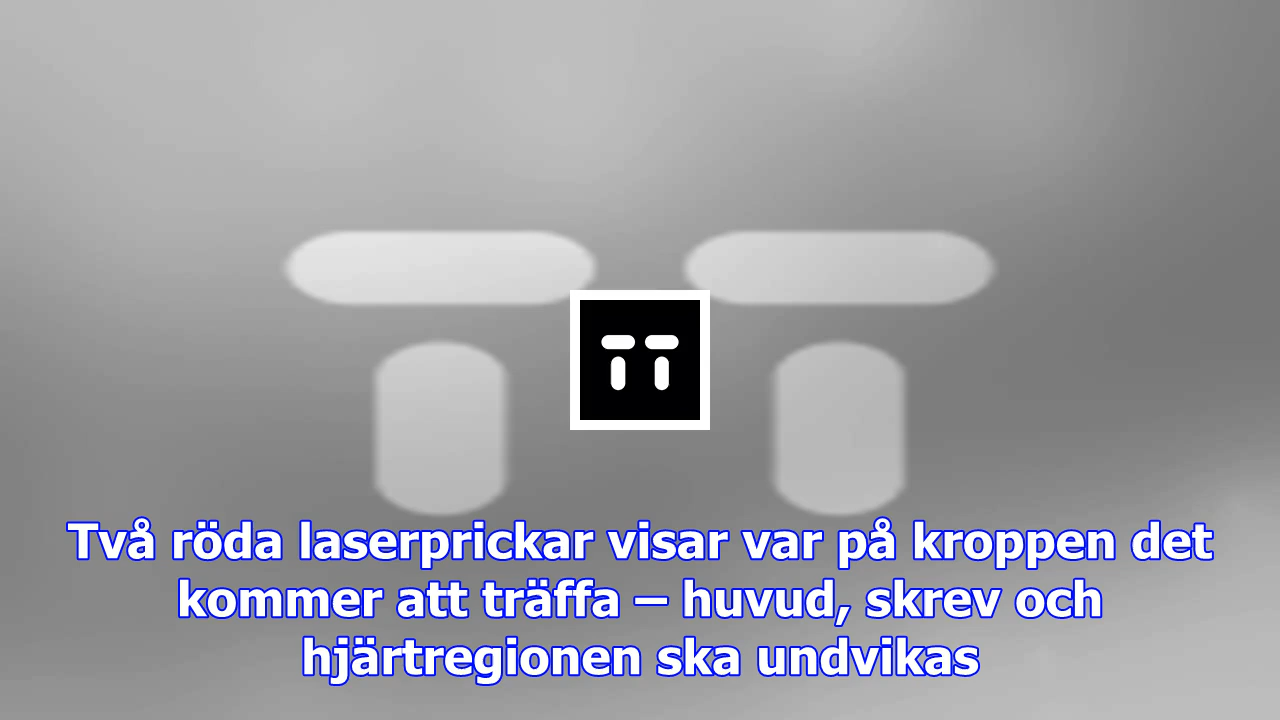 Två röda laserprickar visar var på kroppen det
kommer att träffa – huvud, skrev och
hjärtregionen ska undvikas